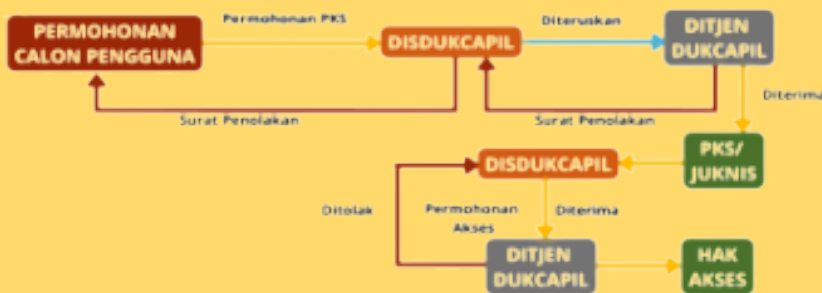 PERMOHONAN
CALON PENGGUNA
Permohonan PKS
DISDUKCAPIL
Diteruskan
DITJEN
DUKCAPIL
Surat Penolakan
Surat Penolakan
Diterima
DISDUKCAPIL
PKS/
JUKNIS
Ditolak
Permohonan
Akses
Diterima
DITJEN
DUKCAPIL
HAK
AKSES